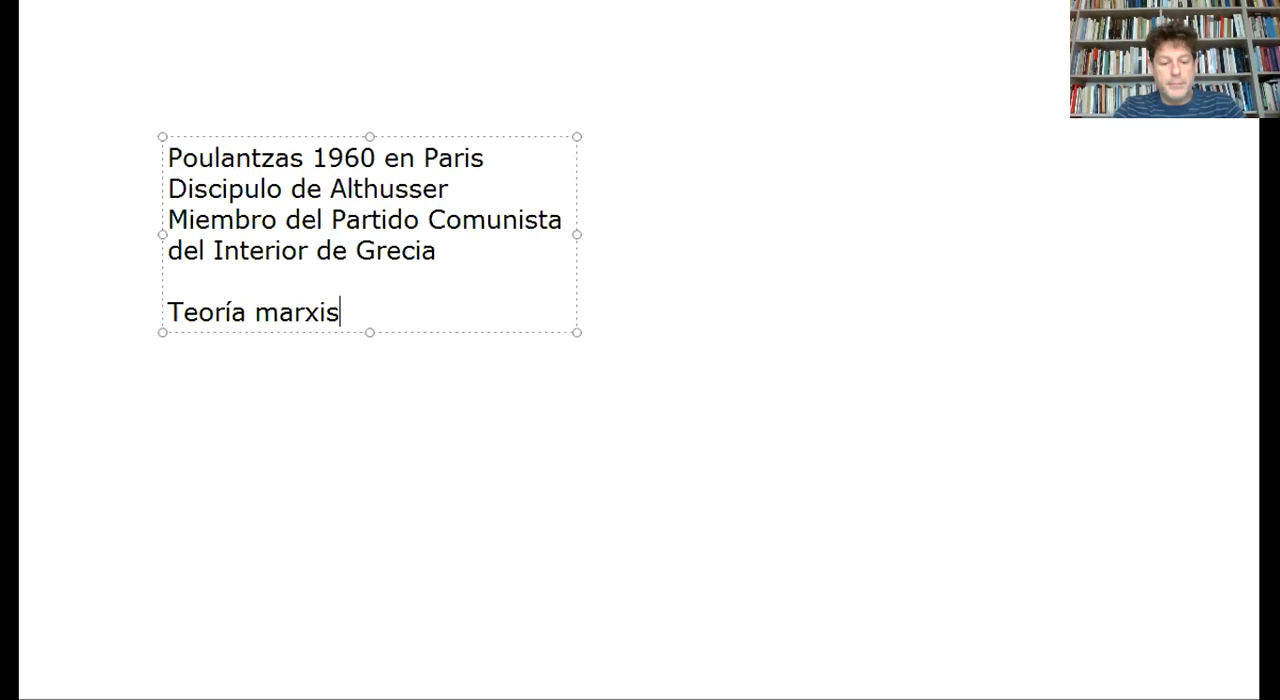 Poulantzas 1960 en Paris
Discipulo de Althusser
Miembro del Partido Comunista
del Interior de Grecia
Teoría marxis